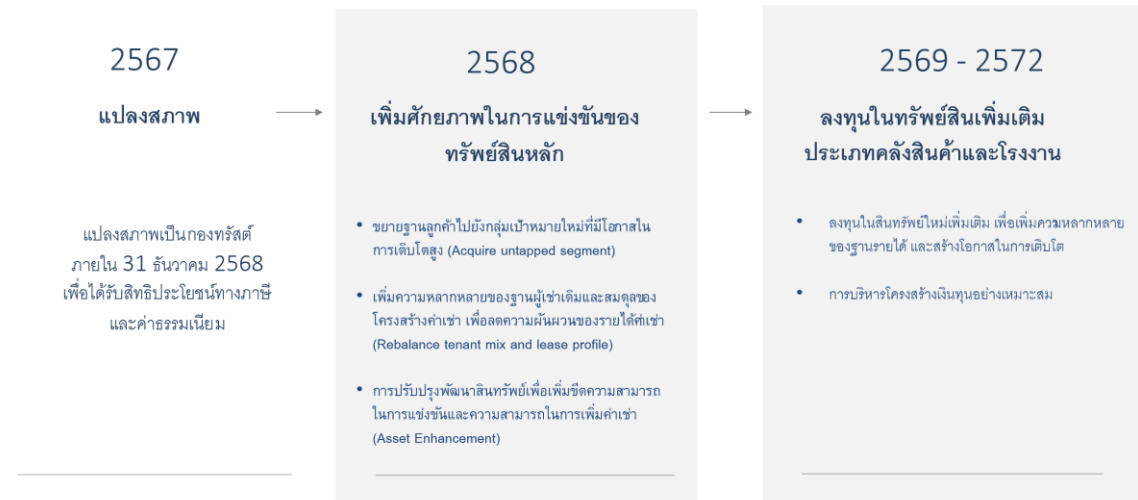 2567
แปลงสภาพ
แปลงสภาพเป็นกองทรัสต์
ภายใน 31 ธันวาคม 2568
เพื่อได้รับสิทธิประโยชน์ทางภาษี
และค่าธรรมเนียม
2568
เพิ่มศักยภาพในการแข่งขันของ
ทรัพย์สินหลัก
• ขยายฐานลูกค้าไปยังกลุ่มเป้าหมายใหม่ที่มีโอกาสใน
การเติบโตสูง (Acquire untapped segment)
• เพิ่มความหลากหลายของฐานผู้เช่าเดิมและสมดุลของ
โครงสร้างค่าเช่า เพื่อลดความผันผวนของรายได้ค่าเช่า
(Rebalance tenant mix and lease profile)
• การปรับปรุงพัฒนาสินทรัพย์เพื่อเพิ่มขีดความสามารถ
ในการแข่งขันและความสามารถในการเพิ่มค่าเช่า
(Asset Enhancement)
2569 - 2572
ลงทุนในทรัพย์สินเพิ่มเติม
ประเภทคลังสินค้าและโรงงาน
• ลงทุนในสินทรัพย์ใหม่เพิ่มเติม เพื่อเพิ่มความหลากหลาย
ของฐานรายได้ และสร้างโอกาสในการเติบโต
• การบริหารโครงสร้างเงินทุนอย่างเหมาะสม